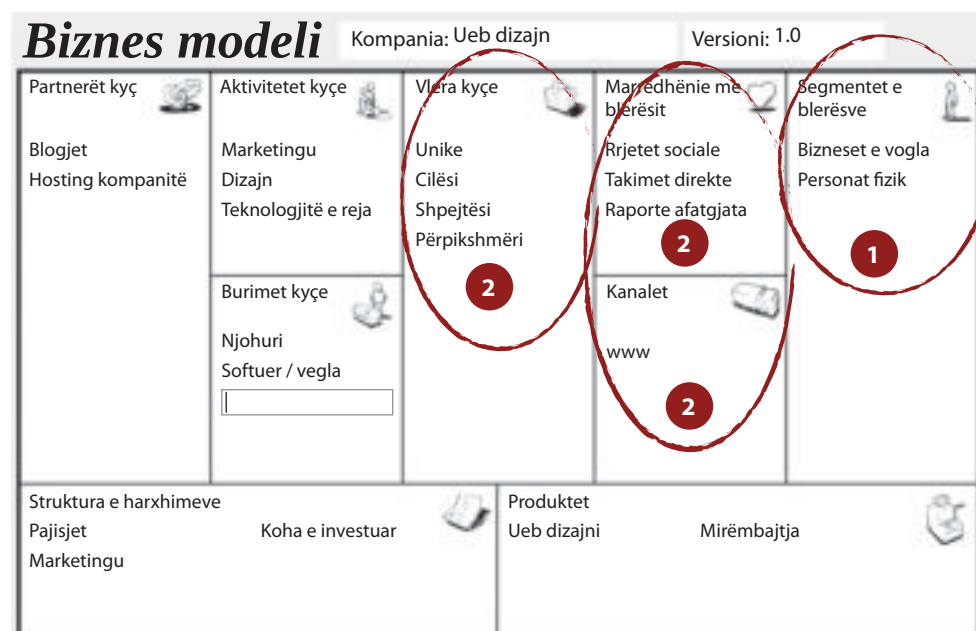 Biznes modeli
Kompania: Ueb dizajn
Versioni: 1.0
Partnerët kyç
Blogjet
Hosting kompanitë
Aktivitetet kyçe
Marketingu
Dizajn
Teknologjitë e reja
Burimet kyçe
Njohuri
Softuer / vegla
Vlera kyçe
Unike
Cilësi
Shpejtësi
Përpikshmëri
2
Marrëdhënie me
blerësit
Rrjetet sociale
Takimet direkte
Raporte afatgjata
2
Kanalet
www
2
Segmentet e
blerësve
Bizneset e vogla
Personat fizik
1
Struktura e harxhimeve
Pajisjet
Koha e investuar
Marketingu
Produktet
Ueb dizajni
Mirëmbajtja